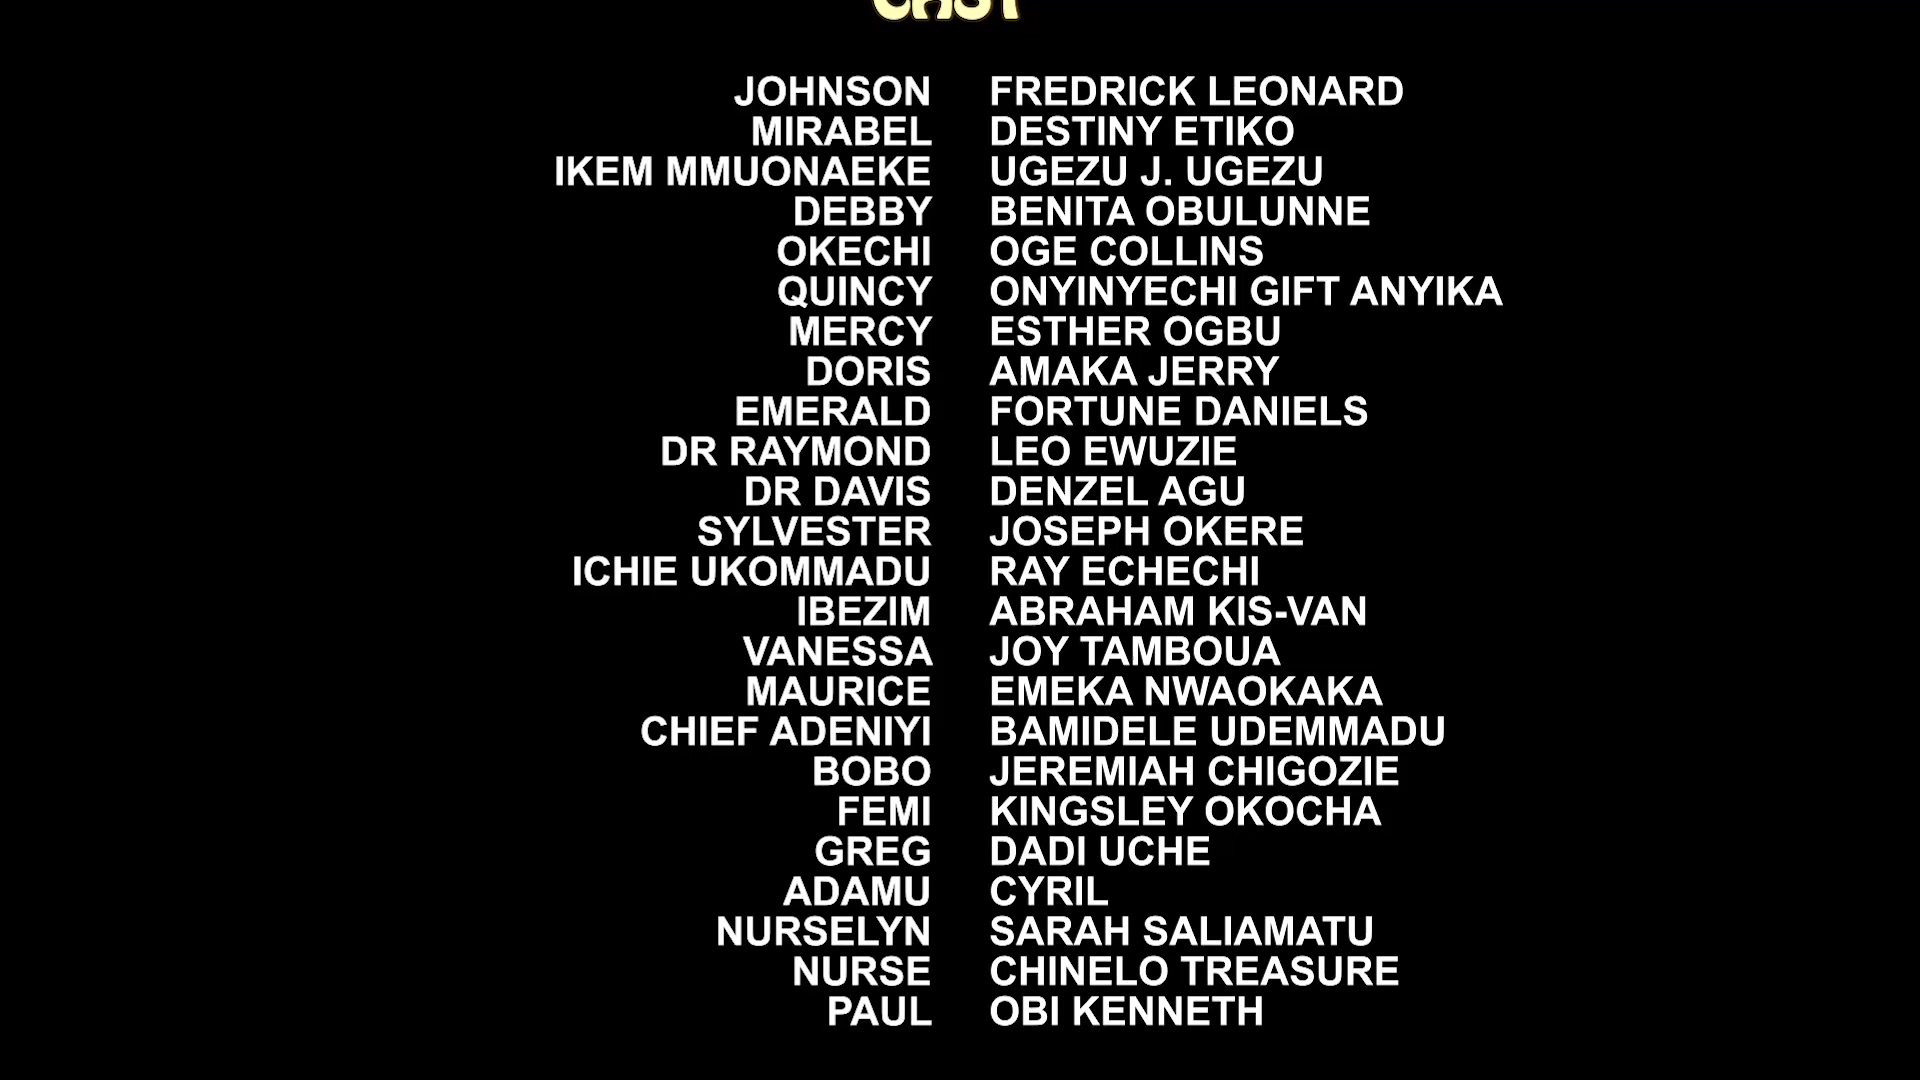 CAST
JOHNSON FREDRICK LEONARD
MIRABEL DESTINY ETIKO
IKEM MMUONAEKE UGEZU J. UGEZU
DEBBY BENITA OBULUNNE
OKECHI OGE COLLINS
QUINCY ONYINYECHI GIFT ANYIKA
MERCY ESTHER OGBU
DORIS AMAKA JERRY
EMERALD FORTUNE DANIELS
DR RAYMOND LEO EWUZIE
DR DAVIS DENZEL AGU
SYLVESTER JOSEPH OKERE
ICHIE UKOMMADU RAY ECHECHI
IBEZIM ABRAHAM KIS-VAN
VANESSA JOY TAMBOUA
MAURICE EMEKA NWAOKAKA
CHIEF ADENIYI BAMIDELE UDEMMADU
BOBO JEREMIAH CHIGOZIE
FEMI KINGSLEY OKOCHA
GREG DADI UCHE
ADAMU CYRIL
NURSELYN SARAH SALIAMATU
NURSE CHINELO TREASURE
PAUL OBI KENNETH